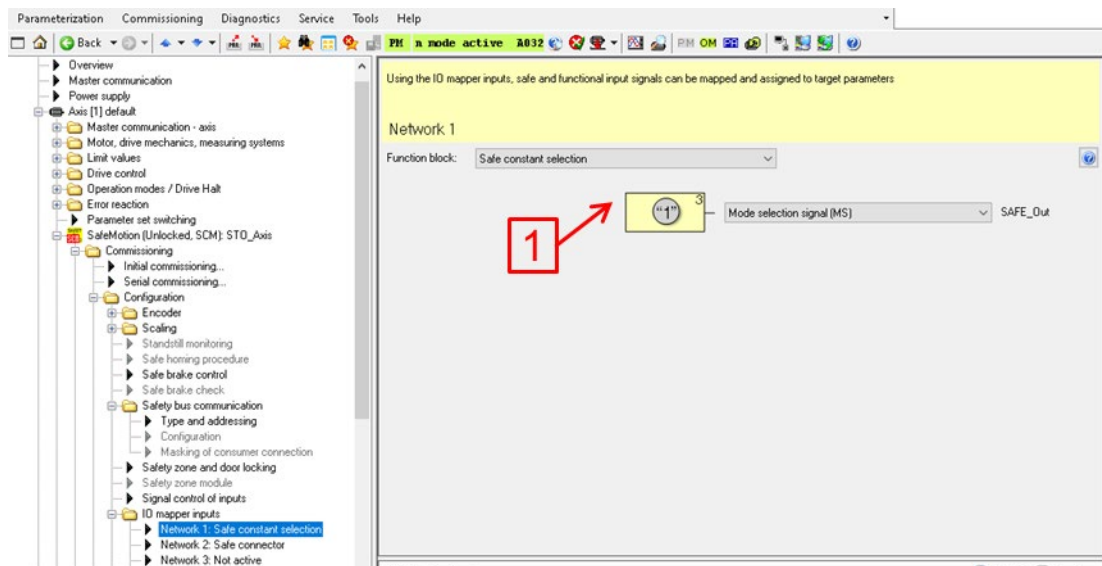 Parameterization Commissioning Diagnostics Service Tools Help
Back PM n mode active A032 PM OM
Overview
Master communication
Power supply
Axis [1] default
Master communication - axis
Motor, drive mechanics, measuring systems
Limit values
Drive control
Operation modes / Drive Halt
Error reaction
Parameter set switching
SafeMotion (Unlocked, SCM): STO_Axis
Commissioning
Initial commissioning...
Serial commissioning...
Configuration
Encoder
Scaling
Standstill monitoring
Safe homing procedure
Safe brake control
Safe brake check
Safety bus communication
Type and addressing
Configuration
Masking of consumer connection
Safety zone and door locking
Safety zone module
Signal control of inputs
IO mapper inputs
Network 1: Safe constant selection
Network 2: Safe connector
Network 3: Not active
Using the IO mapper inputs, safe and functional input signals can be mapped and assigned to target parameters
Network 1
Function block: Safe constant selection
"1" 3 Mode selection signal (MS) SAFE_Out
1